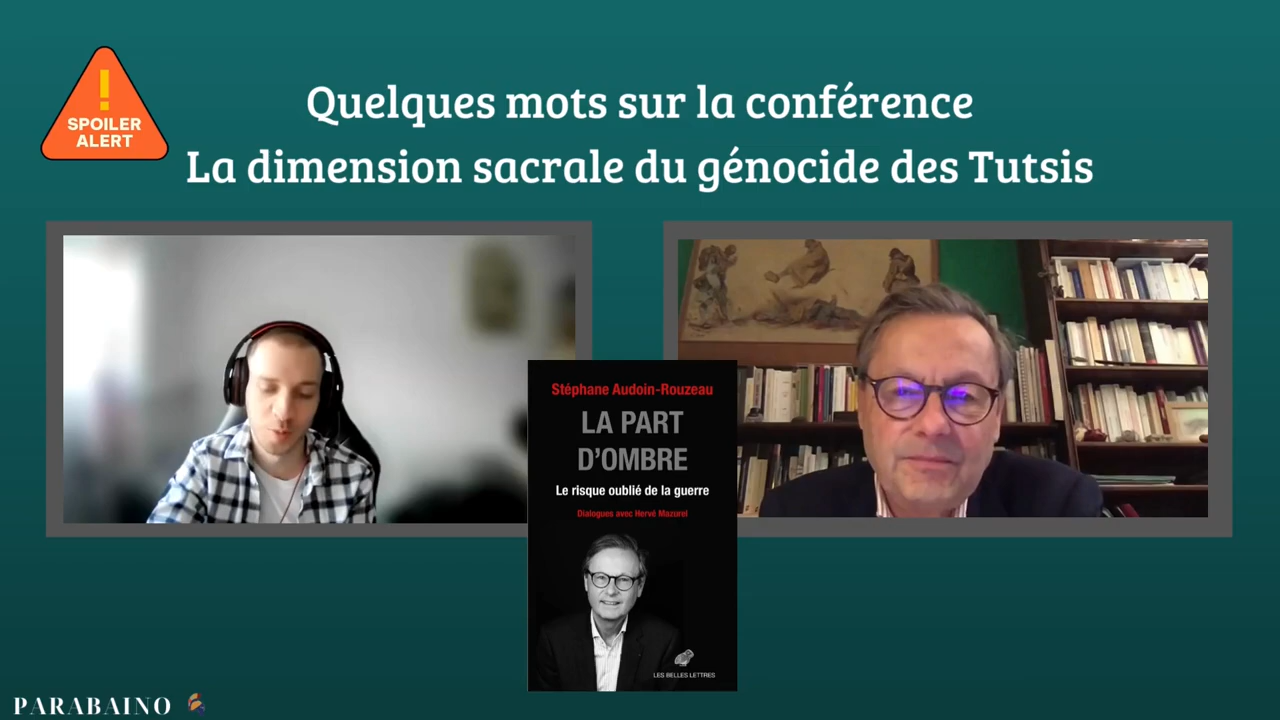 Quelques mots sur la conférence
La dimension sacrale du génocide des Tutsis
!
SPOILER
ALERT
Stéphane Audoin-Rouzeau
LA PART
D'OMBRE
Le risque oublié de la guerre
Dialogues avec Hervé Mazurel
LES BELLES LETTRES
PARABAINO